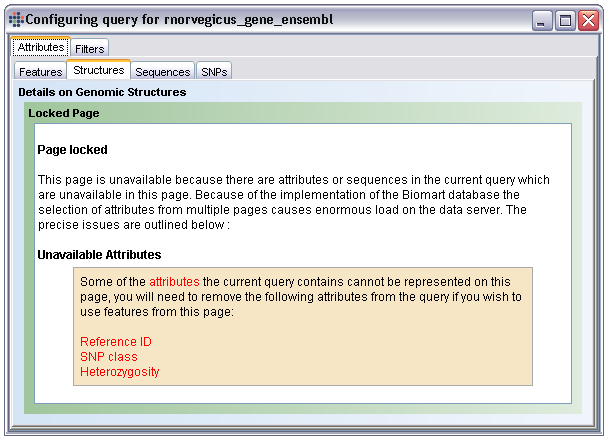 Configuring query for rnorvegicus_gene_ensembl
Attributes Filters
Features Structures Sequences SNPs
Details on Genomic Structures
Locked Page
Page locked
This page is unavailable because there are attributes or sequences in the current query which
are unavailable in this page. Because of the implementation of the Biomart database the
selection of attributes from multiple pages causes enormous load on the data server. The
precise issues are outlined below :
Unavailable Attributes
Some of the attributes the current query contains cannot be represented on this
page, you will need to remove the following attributes from the query if you wish to
use features from this page:
Reference ID
SNP class
Heterozygosity